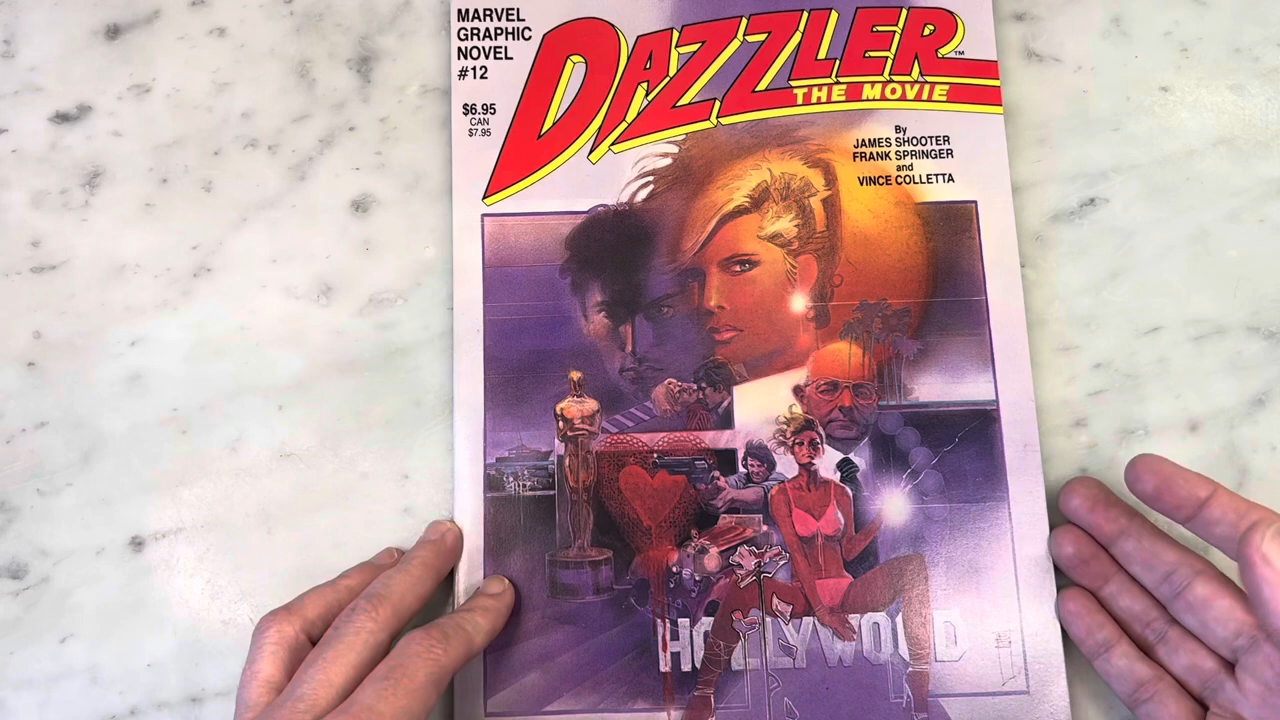 MARVEL
GRAPHIC
NOVEL
#12
$6.95
CAN
$7.95
DAZZLER™
THE MOVIE
By
JAMES SHOOTER
FRANK SPRINGER
and
VINCE COLLETTA
HOLLYWOOD